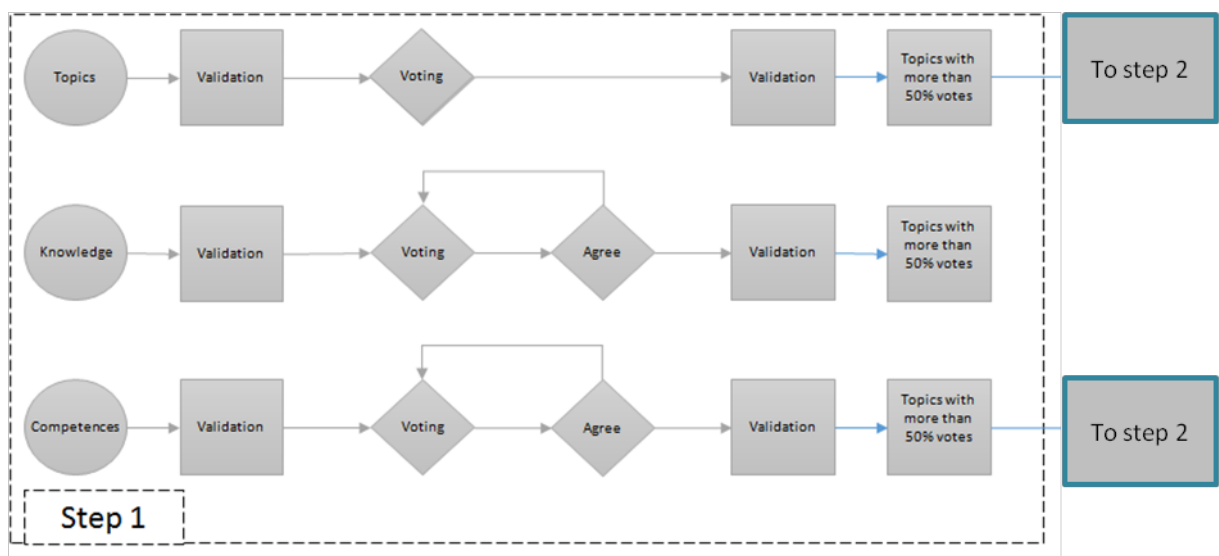 Topics
Validation
Voting
Validation
Topics with
more than
50% votes
To step 2
Knowledge
Validation
Voting
Agree
Validation
Topics with
more than
50% votes
Competences
Validation
Voting
Agree
Validation
Topics with
more than
50% votes
To step 2
Step 1